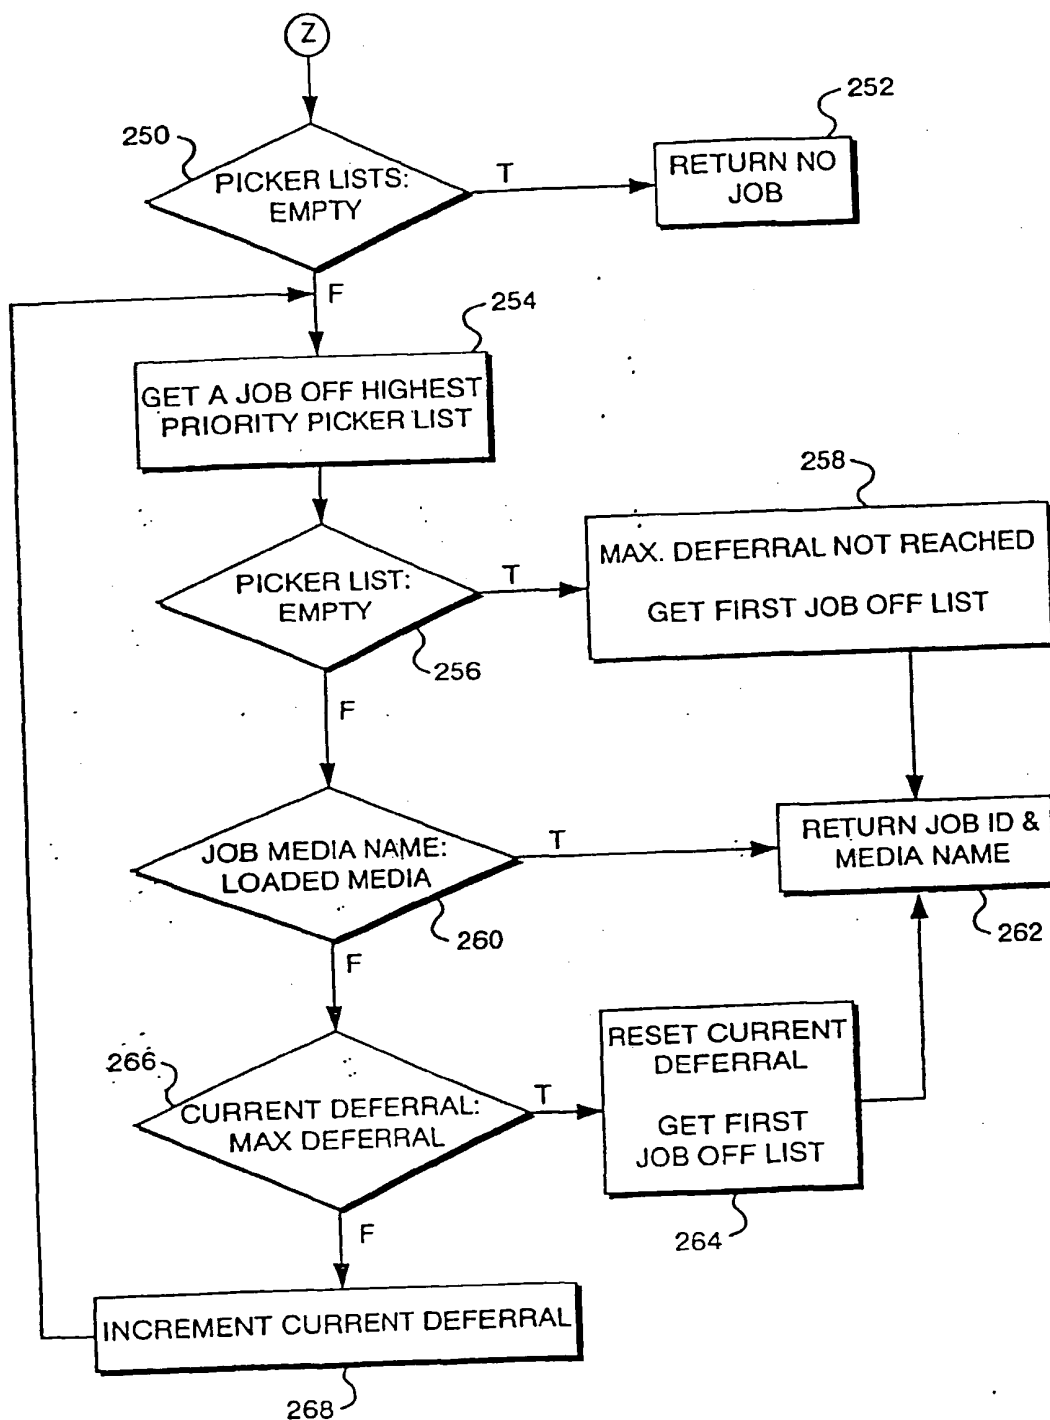 Z
250
252
PICKER LISTS:
EMPTY
T
RETURN NO
JOB
F
254
GET A JOB OFF HIGHEST
PRIORITY PICKER LIST
258
MAX. DEFERRAL NOT REACHED
GET FIRST JOB OFF LIST
PICKER LIST:
EMPTY
T
256
F
JOB MEDIA NAME:
LOADED MEDIA
T
RETURN JOB ID &
MEDIA NAME
260
262
F
266
CURRENT DEFERRAL:
MAX DEFERRAL
T
RESET CURRENT
DEFERRAL
GET FIRST
JOB OFF LIST
264
F
INCREMENT CURRENT DEFERRAL
268